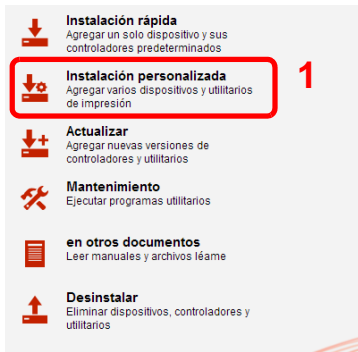 Instalación rápida
Agregar un solo dispositivo y sus
controladores predeterminados
Instalación personalizada
Agregar varios dispositivos y utilitarios
de impresión
1
Actualizar
Agregar nuevas versiones de
controladores y utilitarios
Mantenimiento
Ejecutar programas utilitarios
en otros documentos
Leer manuales y archivos léame
Desinstalar
Eliminar dispositivos, controladores y
utilitarios